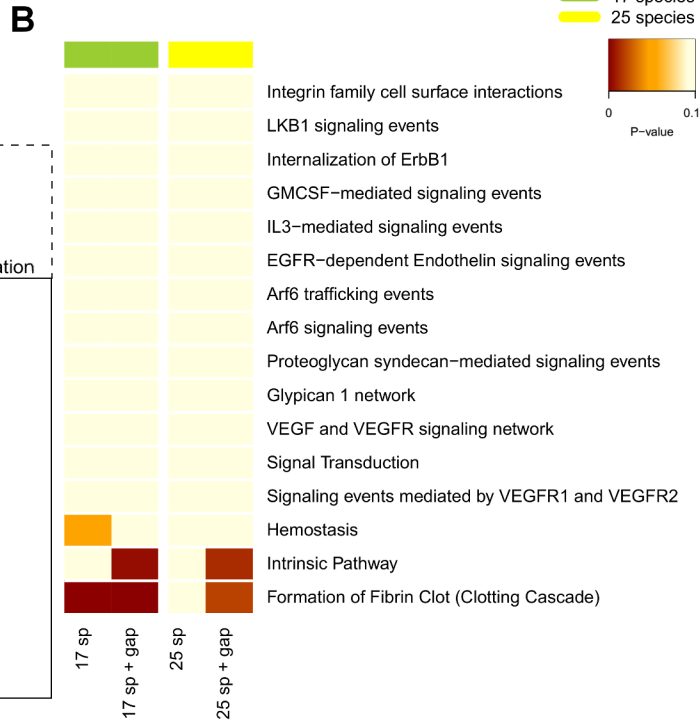 B
25 species
0
0.1
P−value
Integrin family cell surface interactions
LKB1 signaling events
Internalization of ErbB1
GMCSF−mediated signaling events
IL3−mediated signaling events
EGFR−dependent Endothelin signaling events
Arf6 trafficking events
Arf6 signaling events
Proteoglycan syndecan−mediated signaling events
Glypican 1 network
VEGF and VEGFR signaling network
Signal Transduction
Signaling events mediated by VEGFR1 and VEGFR2
Hemostasis
Intrinsic Pathway
Formation of Fibrin Clot (Clotting Cascade)
17 sp
17 sp + gap
25 sp
25 sp + gap